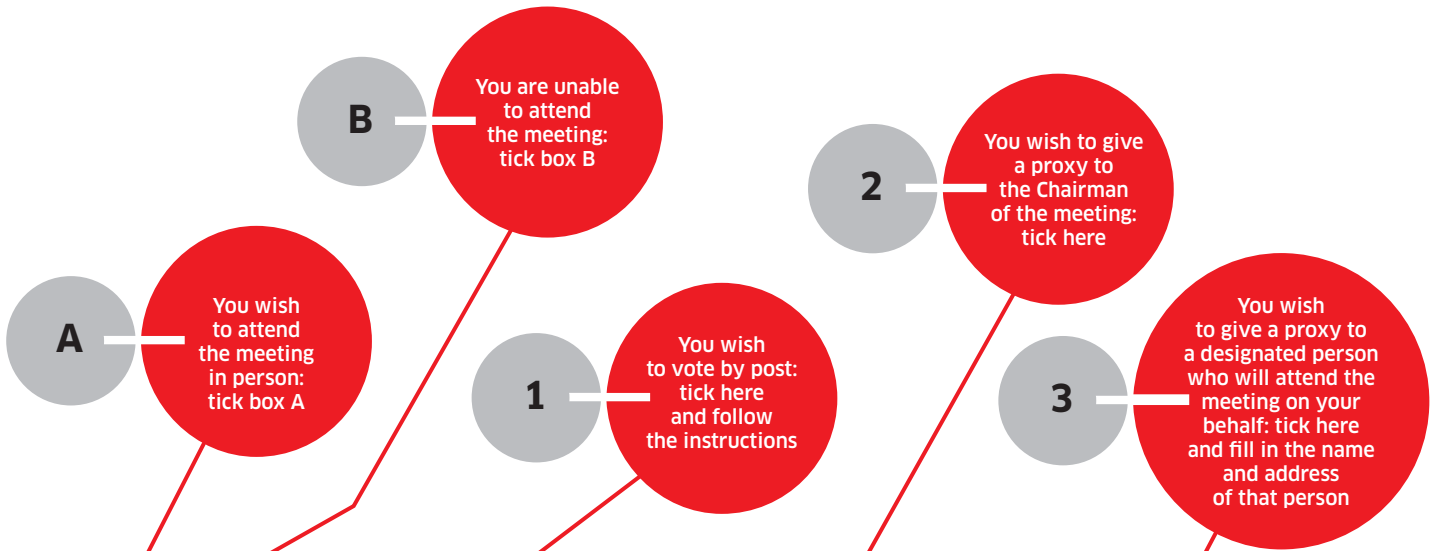 A
You wish
to attend
the meeting
in person:
tick box A
B
You are unable
to attend
the meeting:
tick box B
1
You wish
to vote by post:
tick here
and follow
the instructions
2
You wish to give
a proxy to
the Chairman
of the meeting:
tick here
3
You wish
to give a proxy to
a designated person
who will attend the
meeting on your
behalf: tick here
and fill in the name
and address
of that person